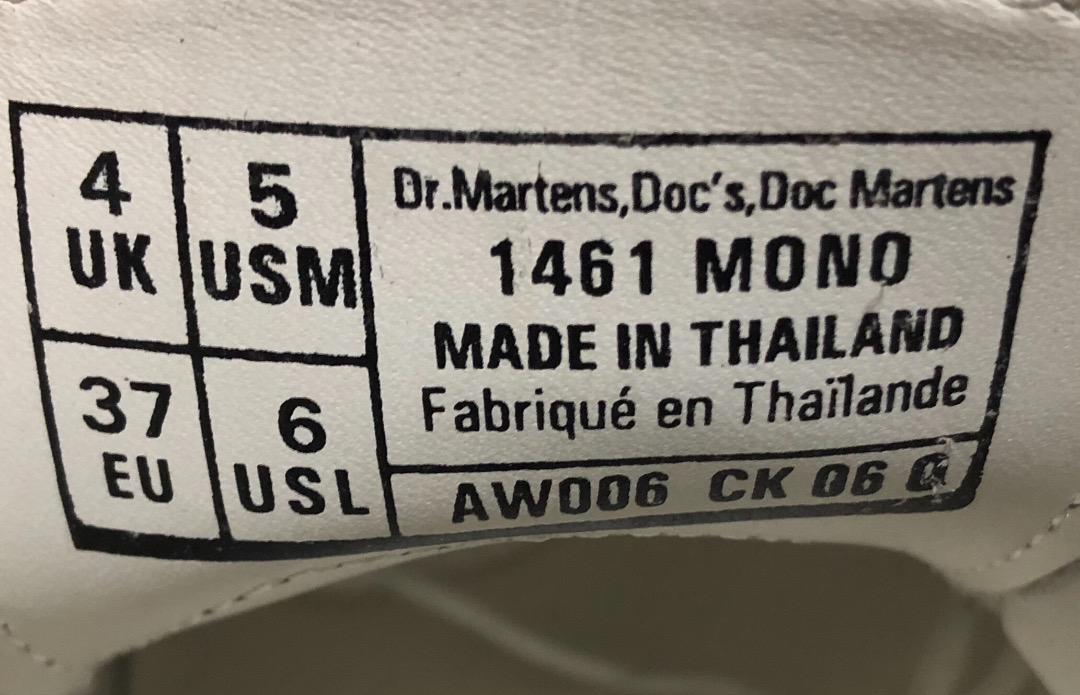 4
UK
5
USM
37
EU
6
USL
Dr.Martens,Doc's,Doc Martens
1461 MONO
MADE IN THAILAND
Fabriqué en Thaïlande
AW006 CK 06